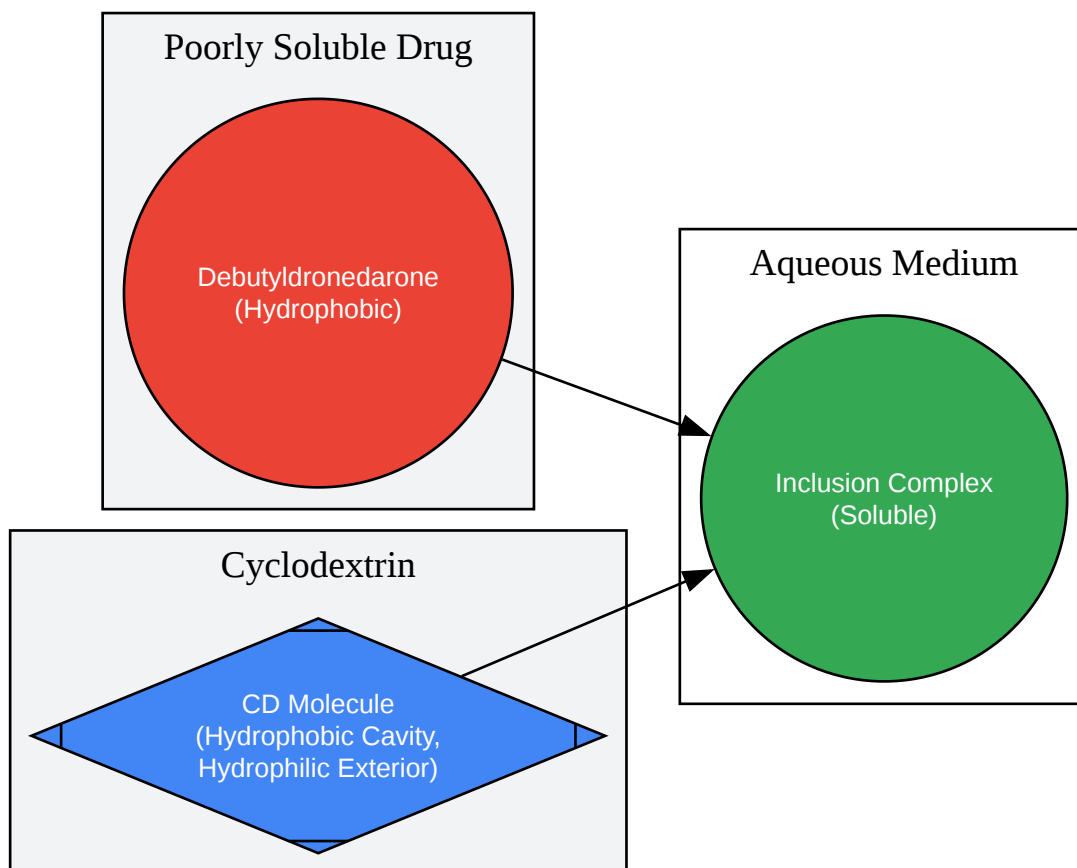 Poorly Soluble Drug
Debutyldronedarone
(Hydrophobic)
Aqueous Medium
Inclusion Complex
(Soluble)
Cyclodextrin
CD Molecule
(Hydrophobic Cavity,
Hydrophilic Exterior)